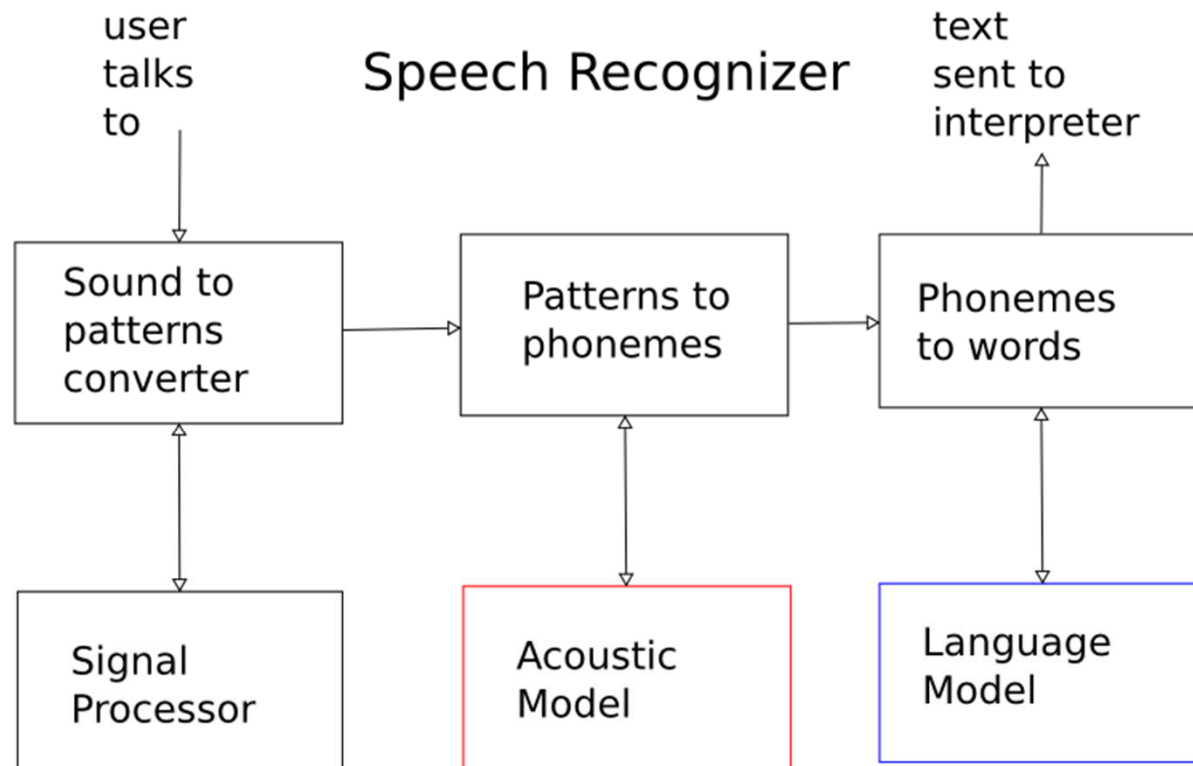 user
talks
to
Speech Recognizer
text
sent to
interpreter
Sound to
patterns
converter
Patterns to
phonemes
Phonemes
to words
Signal
Processor
Acoustic
Model
Language
Model